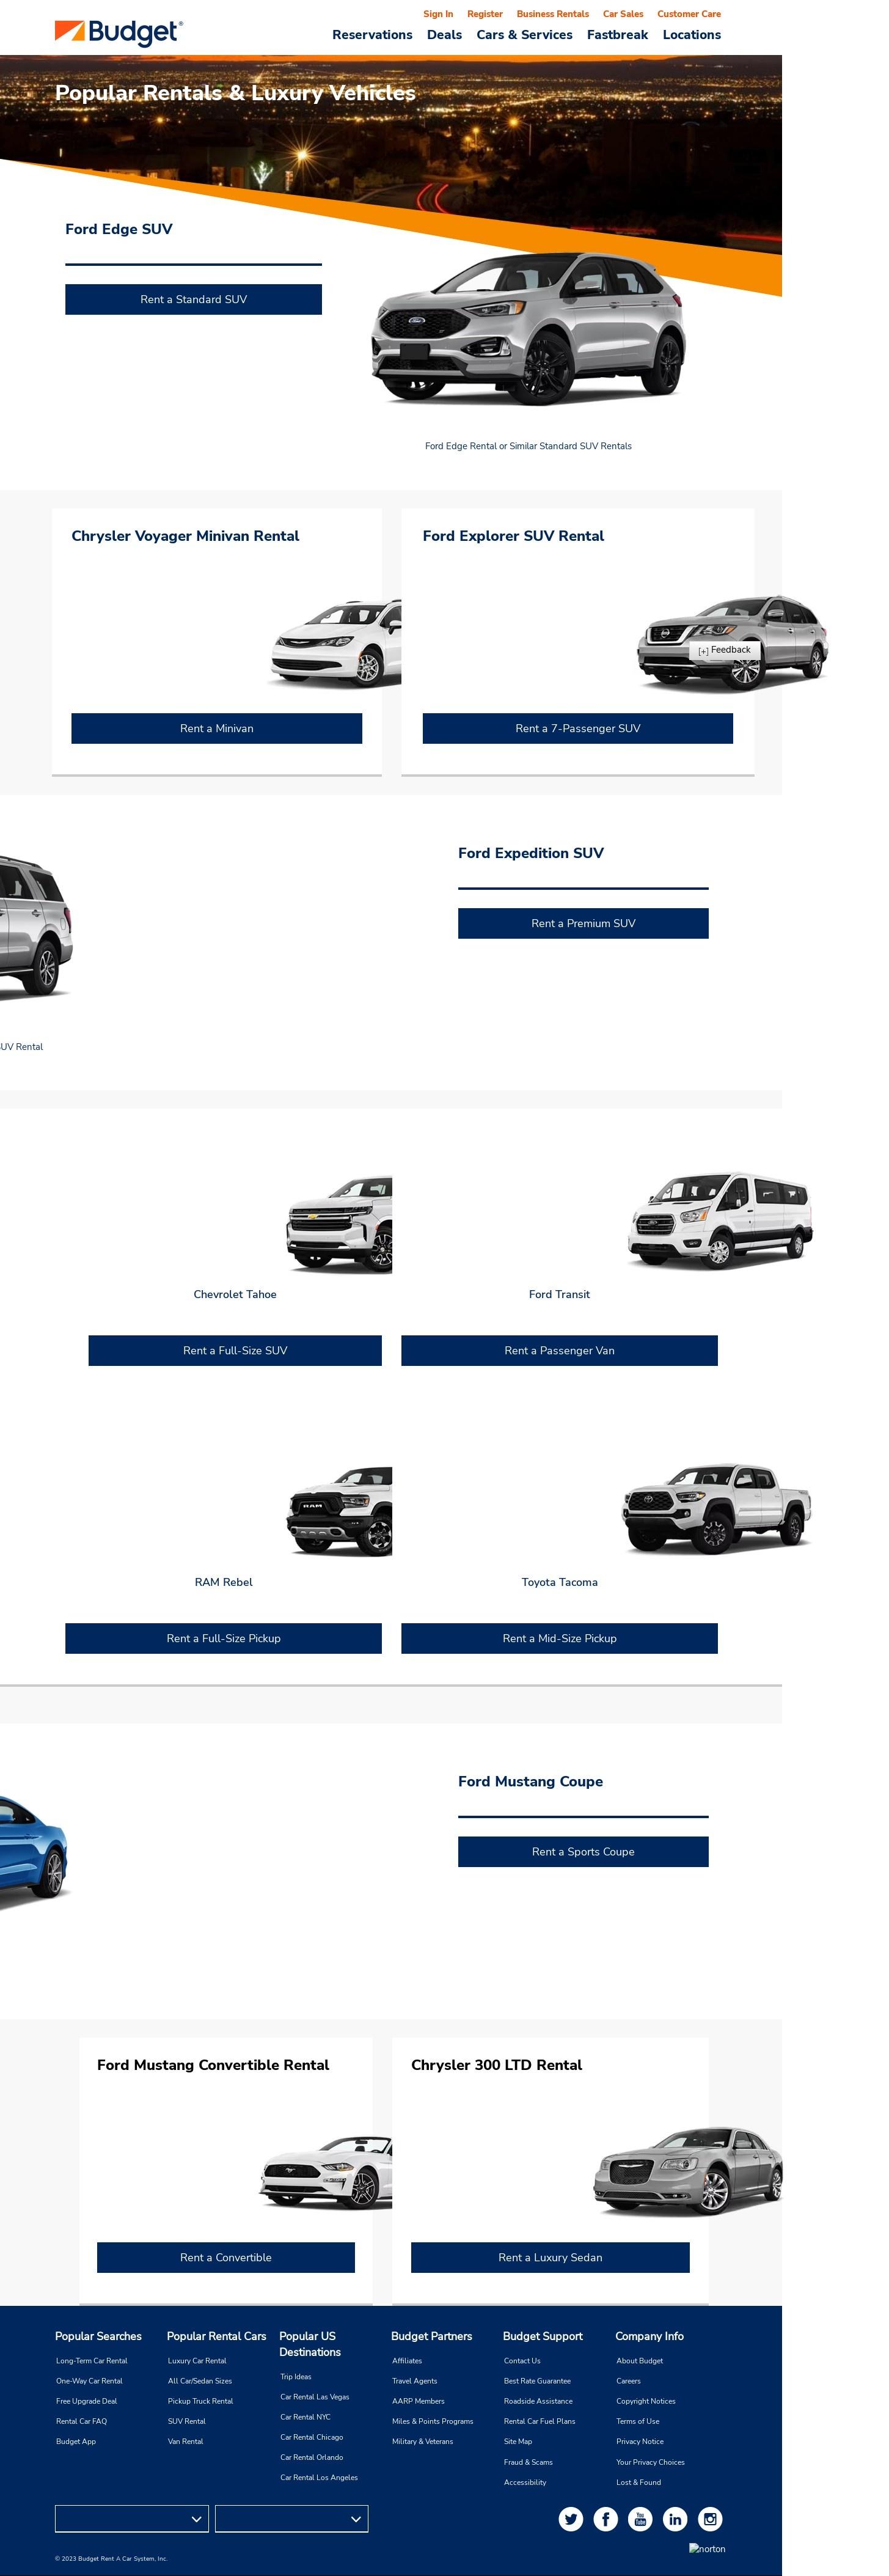 Sign In Register Business Rentals Car Sales Customer Care
Budget®
Reservations Deals Cars & Services Fastbreak Locations
Popular Rentals & Luxury Vehicles
Ford Edge SUV
Rent a Standard SUV
Ford
Ford Edge Rental or Similar Standard SUV Rentals
Chrysler Voyager Minivan Rental
Ford Explorer SUV Rental
[+] Feedback
Rent a Minivan
Rent a 7-Passenger SUV
Ford Expedition SUV
Rent a Premium SUV
SUV Rental
Chevrolet Tahoe
Ford Transit
Rent a Full-Size SUV
Rent a Passenger Van
RAM
RAM Rebel
Toyota Tacoma
Rent a Full-Size Pickup
Rent a Mid-Size Pickup
Ford Mustang Coupe
Rent a Sports Coupe
Ford Mustang Convertible Rental
Chrysler 300 LTD Rental
Rent a Convertible
Rent a Luxury Sedan
Popular Searches
Long-Term Car Rental
One-Way Car Rental
Free Upgrade Deal
Rental Car FAQ
Budget App
Popular Rental Cars
Luxury Car Rental
All Car/Sedan Sizes
Pickup Truck Rental
SUV Rental
Van Rental
Popular US
Destinations
Trip Ideas
Car Rental Las Vegas
Car Rental NYC
Car Rental Chicago
Car Rental Orlando
Car Rental Los Angeles
Budget Partners
Affiliates
Travel Agents
AARP Members
Miles & Points Programs
Military & Veterans
Budget Support
Contact Us
Best Rate Guarantee
Roadside Assistance
Rental Car Fuel Plans
Site Map
Fraud & Scams
Accessibility
Company Info
About Budget
Careers
Copyright Notices
Terms of Use
Privacy Notice
Your Privacy Choices
Lost & Found
You
Tube
in
norton
© 2023 Budget Rent A Car System, Inc.